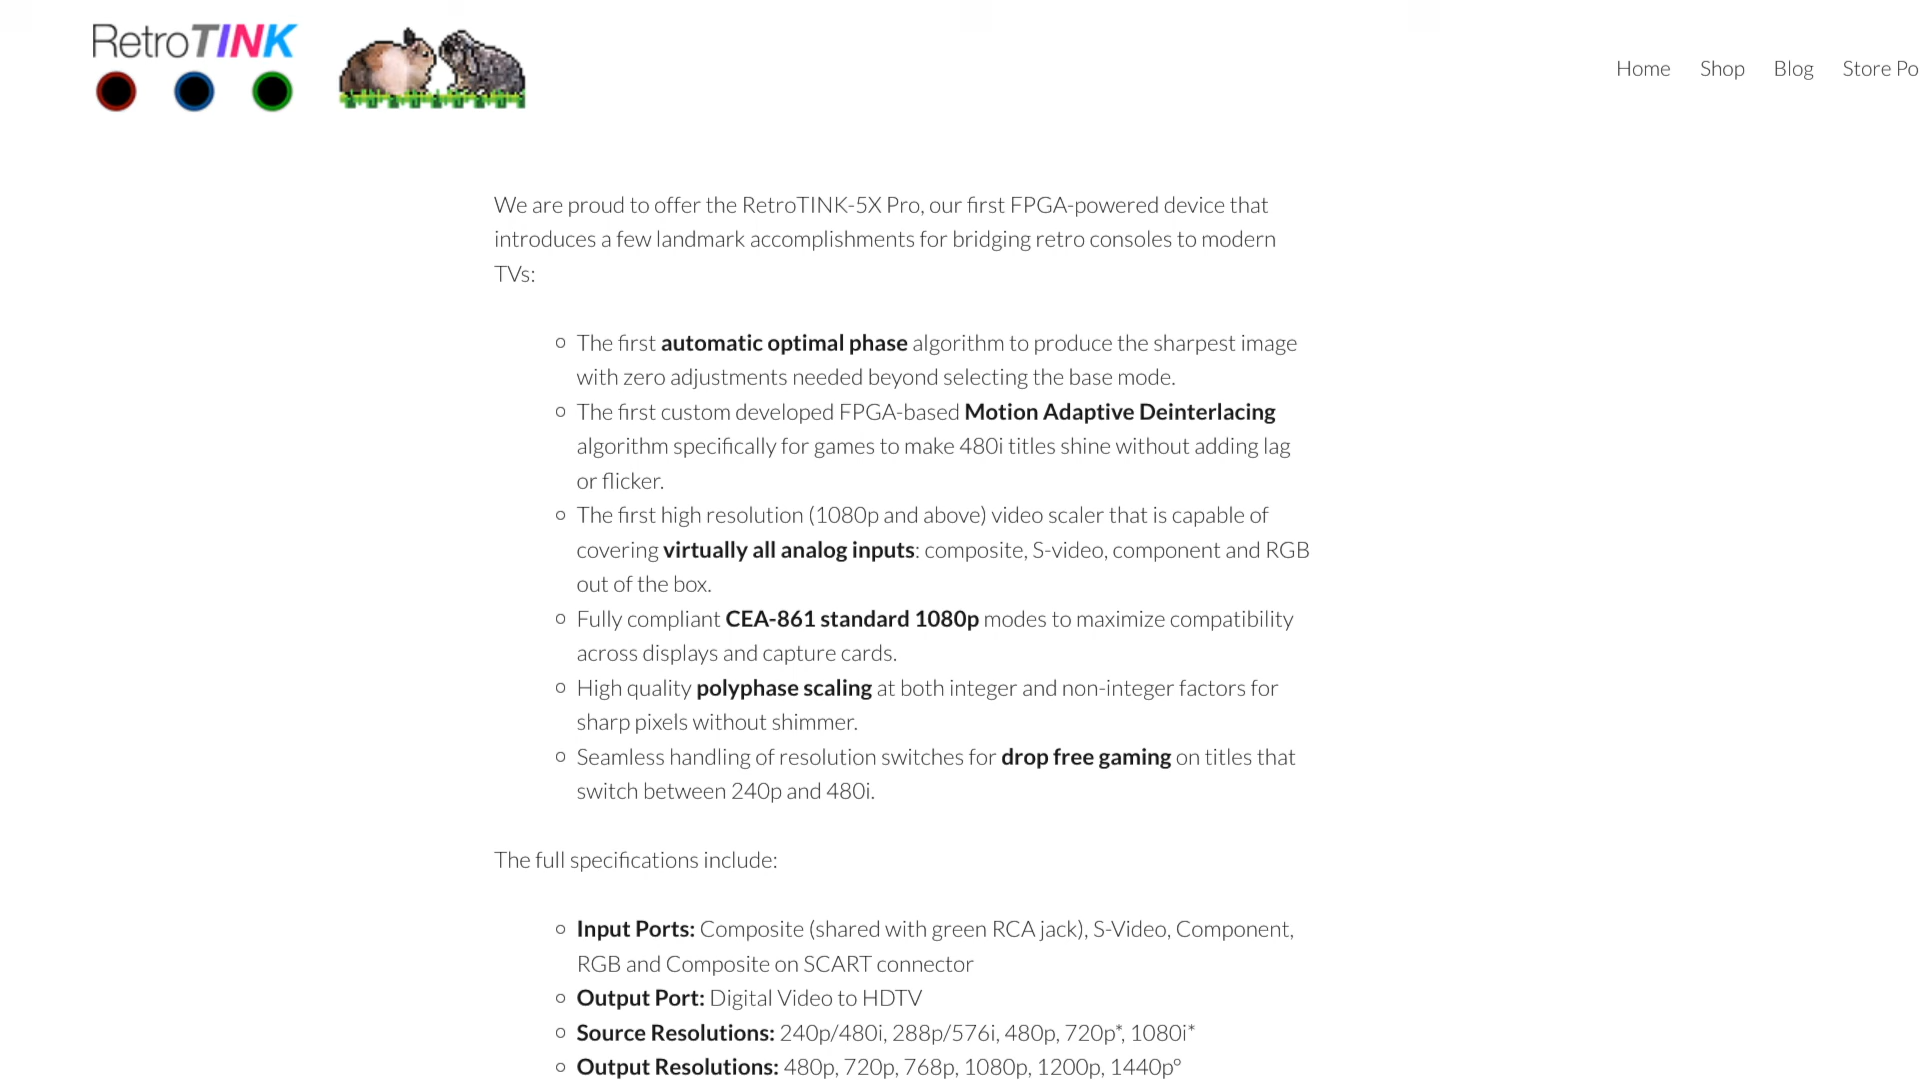 RetroTINK
Home Shop Blog Store Po
We are proud to offer the RetroTINK-5X Pro, our first FPGA-powered device that
introduces a few landmark accomplishments for bridging retro consoles to modern
TVs:
The first automatic optimal phase algorithm to produce the sharpest image
with zero adjustments needed beyond selecting the base mode.
The first custom developed FPGA-based Motion Adaptive Deinterlacing
algorithm specifically for games to make 480i titles shine without adding lag
or flicker.
The first high resolution (1080p and above) video scaler that is capable of
covering virtually all analog inputs: composite, S-video, component and RGB
out of the box.
Fully compliant CEA-861 standard 1080p modes to maximize compatibility
across displays and capture cards.
High quality polyphase scaling at both integer and non-integer factors for
sharp pixels without shimmer.
Seamless handling of resolution switches for drop free gaming on titles that
switch between 240p and 480i.
The full specifications include:
Input Ports: Composite (shared with green RCA jack), S-Video, Component,
RGB and Composite on SCART connector
Output Port: Digital Video to HDTV
Source Resolutions: 240p/480i, 288p/576i, 480p, 720p*, 1080i*
Output Resolutions: 480p, 720p, 768p, 1080p, 1200p, 1440p°